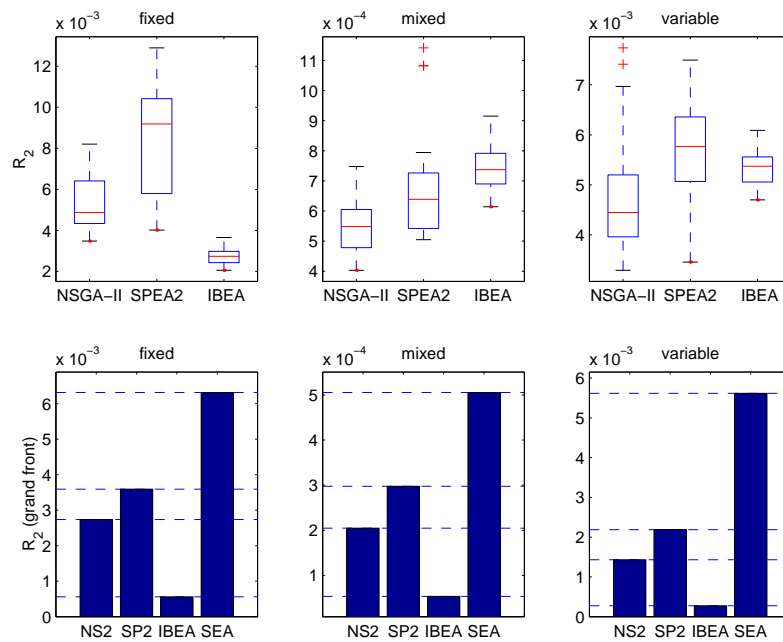 x 10⁻³ fixed
12
10
8
6
4
2
R₂
NSGA−II SPEA2 IBEA
x 10⁻⁴ mixed
11
10
9
8
7
6
5
4
NSGA−II SPEA2 IBEA
x 10⁻³ variable
7
6
5
4
NSGA−II SPEA2 IBEA
x 10⁻³ fixed
6
5
4
3
2
1
0
R₂ (grand front)
NS2 SP2 IBEA SEA
x 10⁻⁴ mixed
5
4
3
2
1
NS2 SP2 IBEA SEA
x 10⁻³ variable
6
5
4
3
2
1
0
NS2 SP2 IBEA SEA